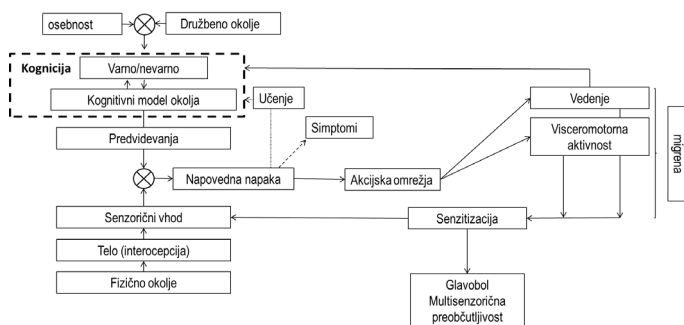 osebnost
Družbeno okolje
Kognicija
Varno/nevarno
Kognitivni model okolja
Učenje
Vedenje
Simptomi
Visceromotorna
aktivnost
Predvidevanja
migrena
Napovedna napaka
Akcijska omrežja
Senzorični vhod
Senzitizacija
Telo (interocepcija)
Fizično okolje
Glavobol
Multisenzorična
preobčutljivost